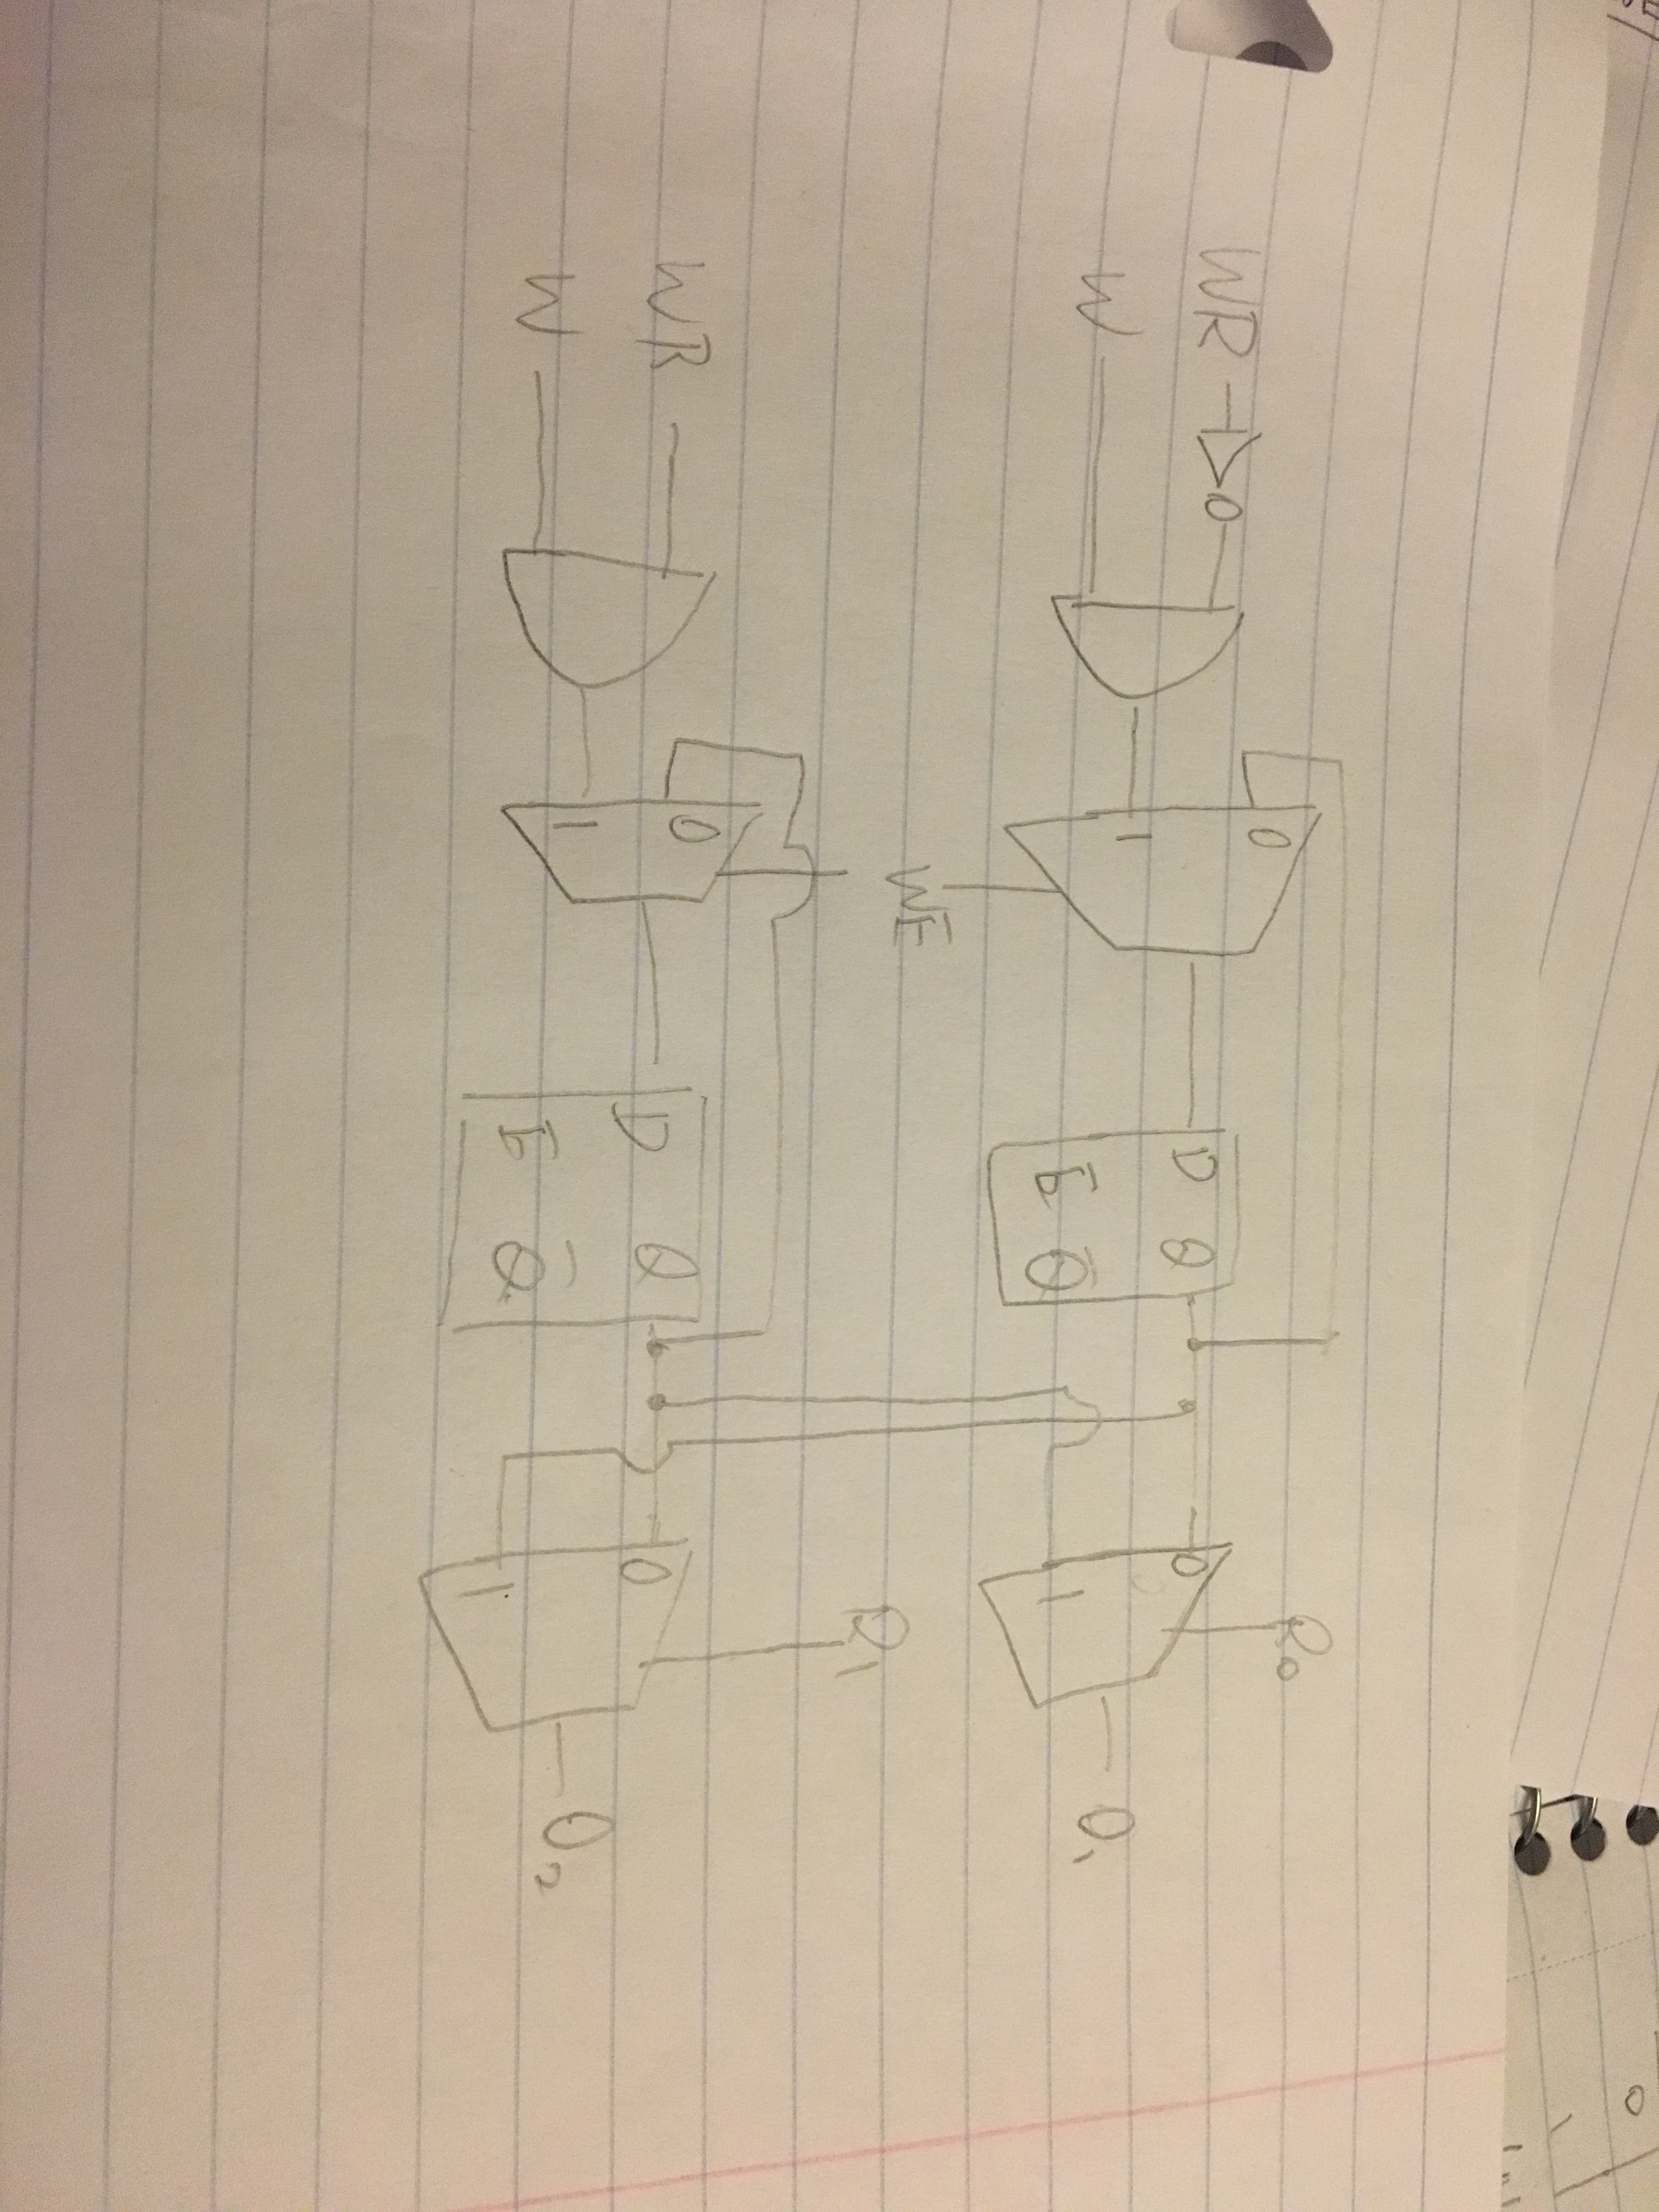 R₀
WR 0 D Q 0
W 1 Q̄ 1 O₁
WE R₁
WR 0 D Q 0
W 1 Q̄ 1 O₂